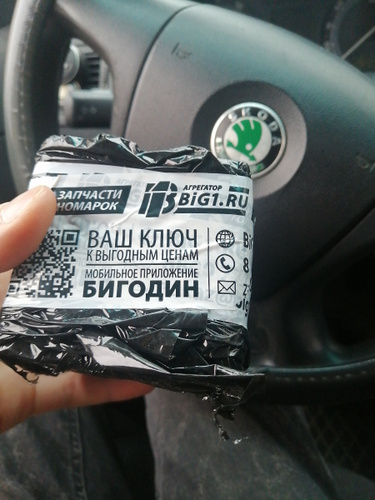 ЗАПЧАСТИ
НОМАРОК
АГРЕГАТОР
BiG1.RU
ВАШ КЛЮЧ
К ВЫГОДНЫМ ЦЕНАМ
МОБИЛЬНОЕ ПРИЛОЖЕНИЕ
БИГОДИН
8
SKODA